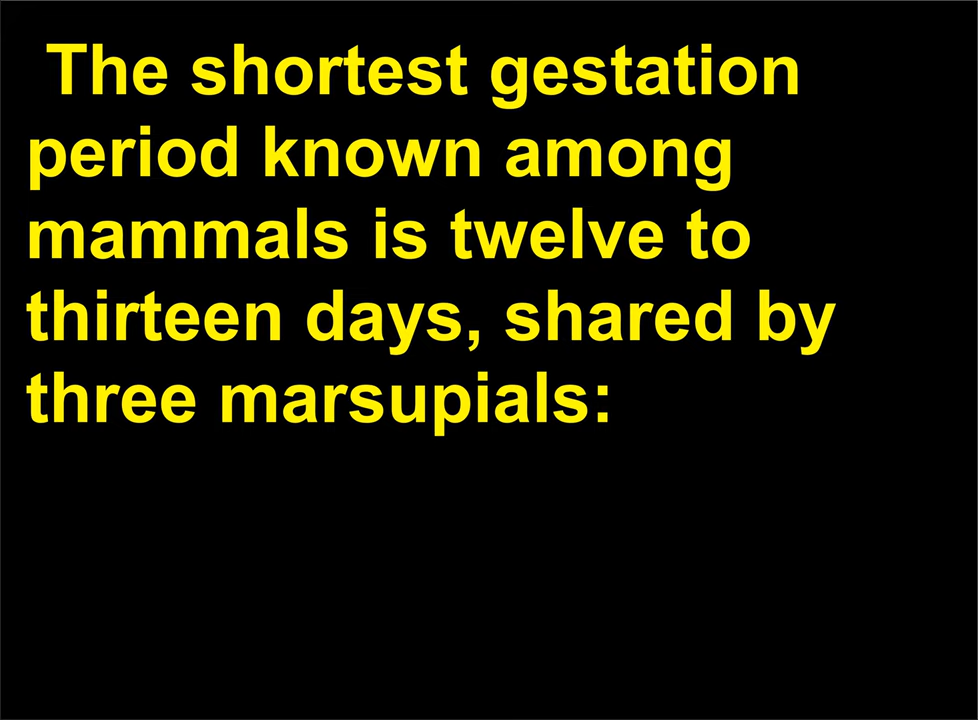 The shortest gestation
period known among
mammals is twelve to
thirteen days, shared by
three marsupials: